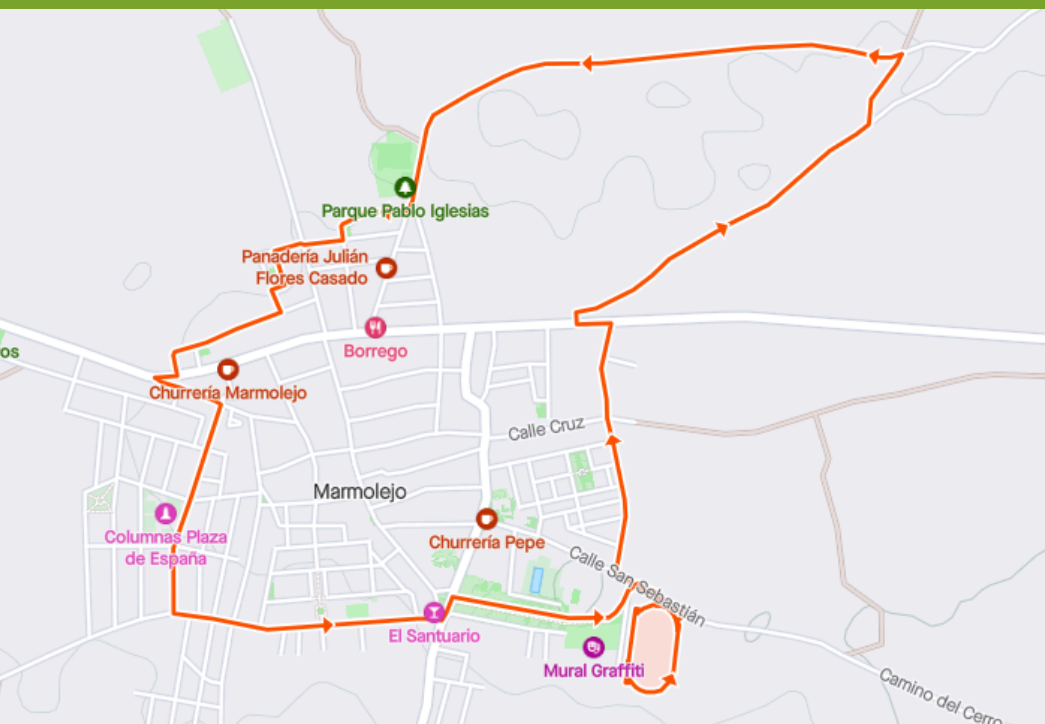 Parque Pablo Iglesias
Panadería Julián
Flores Casado
os
Borrego
Churrería Marmolejo
Calle Cruz
Marmolejo
Columnas Plaza
de España
Churrería Pepe
Calle San Sebastián
El Santuario
Mural Graffiti
Camino del Cerro